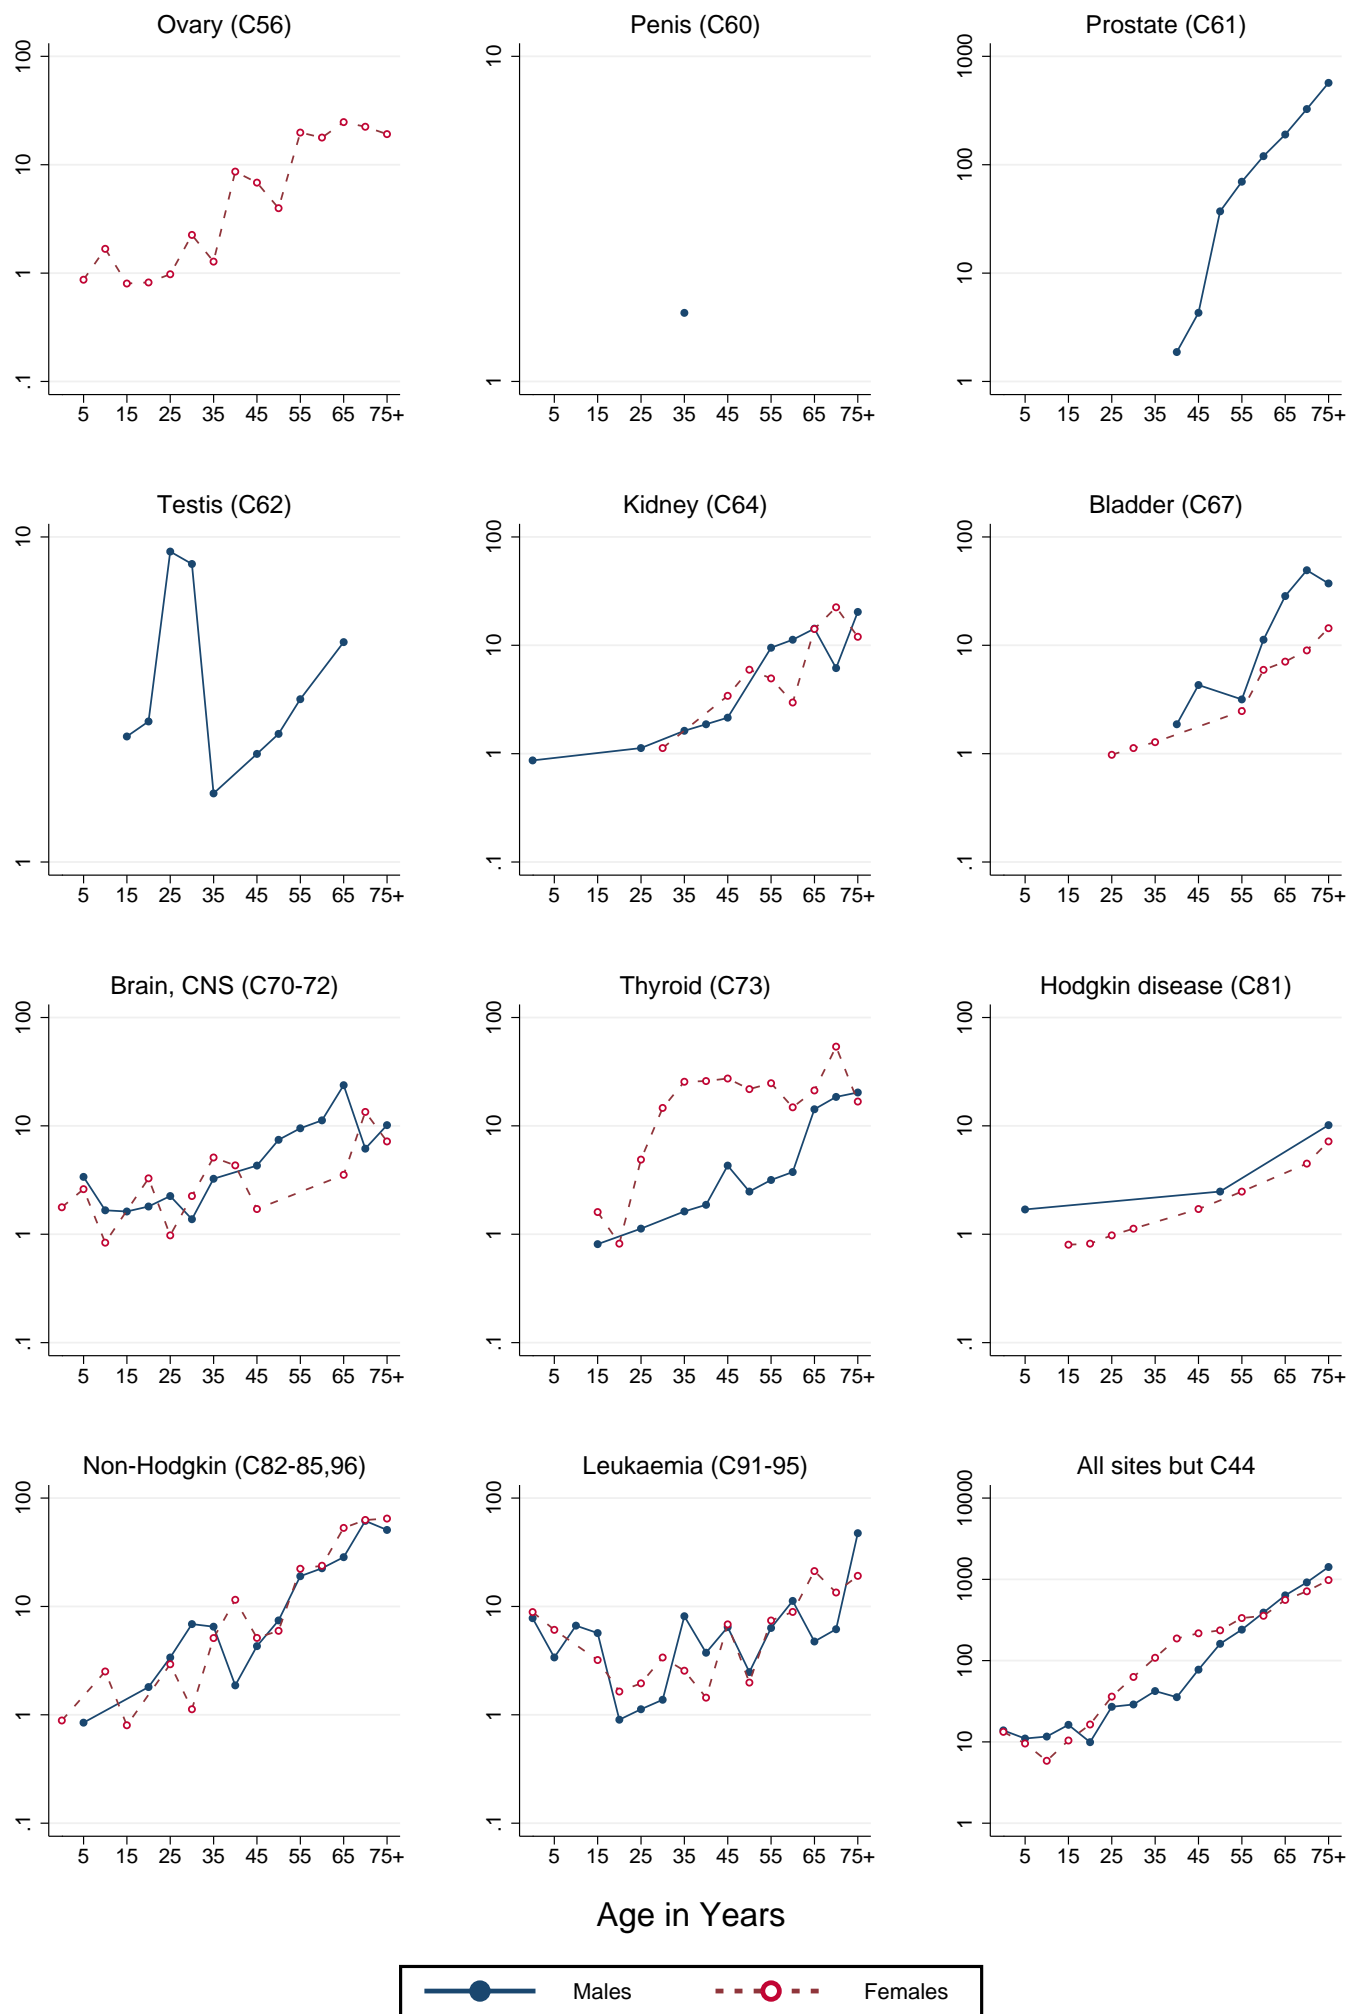 Ovary (C56) Penis (C60) Prostate (C61)
100 10 1000
10 100
1 10
.1 1 1
5 15 25 35 45 55 65 75+ 5 15 25 35 45 55 65 75+ 5 15 25 35 45 55 65 75+
Testis (C62) Kidney (C64) Bladder (C67)
10 100 100
10 10
1 1
1 .1 .1
5 15 25 35 45 55 65 75+ 5 15 25 35 45 55 65 75+ 5 15 25 35 45 55 65 75+
Brain, CNS (C70-72) Thyroid (C73) Hodgkin disease (C81)
100 100 100
10 10 10
1 1 1
.1 .1 .1
5 15 25 35 45 55 65 75+ 5 15 25 35 45 55 65 75+ 5 15 25 35 45 55 65 75+
Non-Hodgkin (C82-85,96) Leukaemia (C91-95) All sites but C44
100 100 10000
1000
10 10 100
1 1 10
.1 .1 1
5 15 25 35 45 55 65 75+ 5 15 25 35 45 55 65 75+ 5 15 25 35 45 55 65 75+
Age in Years
Males Females